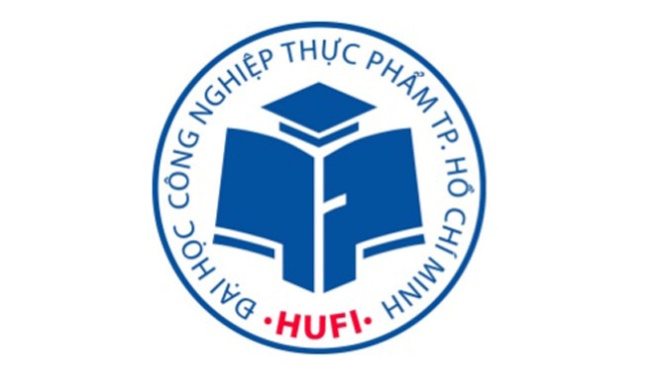 ĐẠI HỌC CÔNG NGHIỆP THỰC PHẨM TP. HỒ CHÍ MINH
•HUFI•